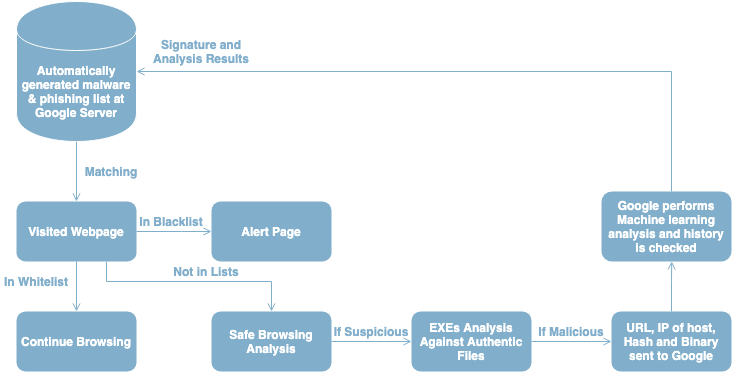 Signature and
Analysis Results
Automatically
generated malware
& phishing list at
Google Server
Matching
Google performs
Machine learning
analysis and history
is checked
Visited Webpage
In Blacklist
Alert Page
In Whitelist
Not in Lists
Continue Browsing
Safe Browsing
Analysis
If Suspicious
EXEs Analysis
Against Authentic
Files
If Malicious
URL, IP of host,
Hash and Binary
sent to Google